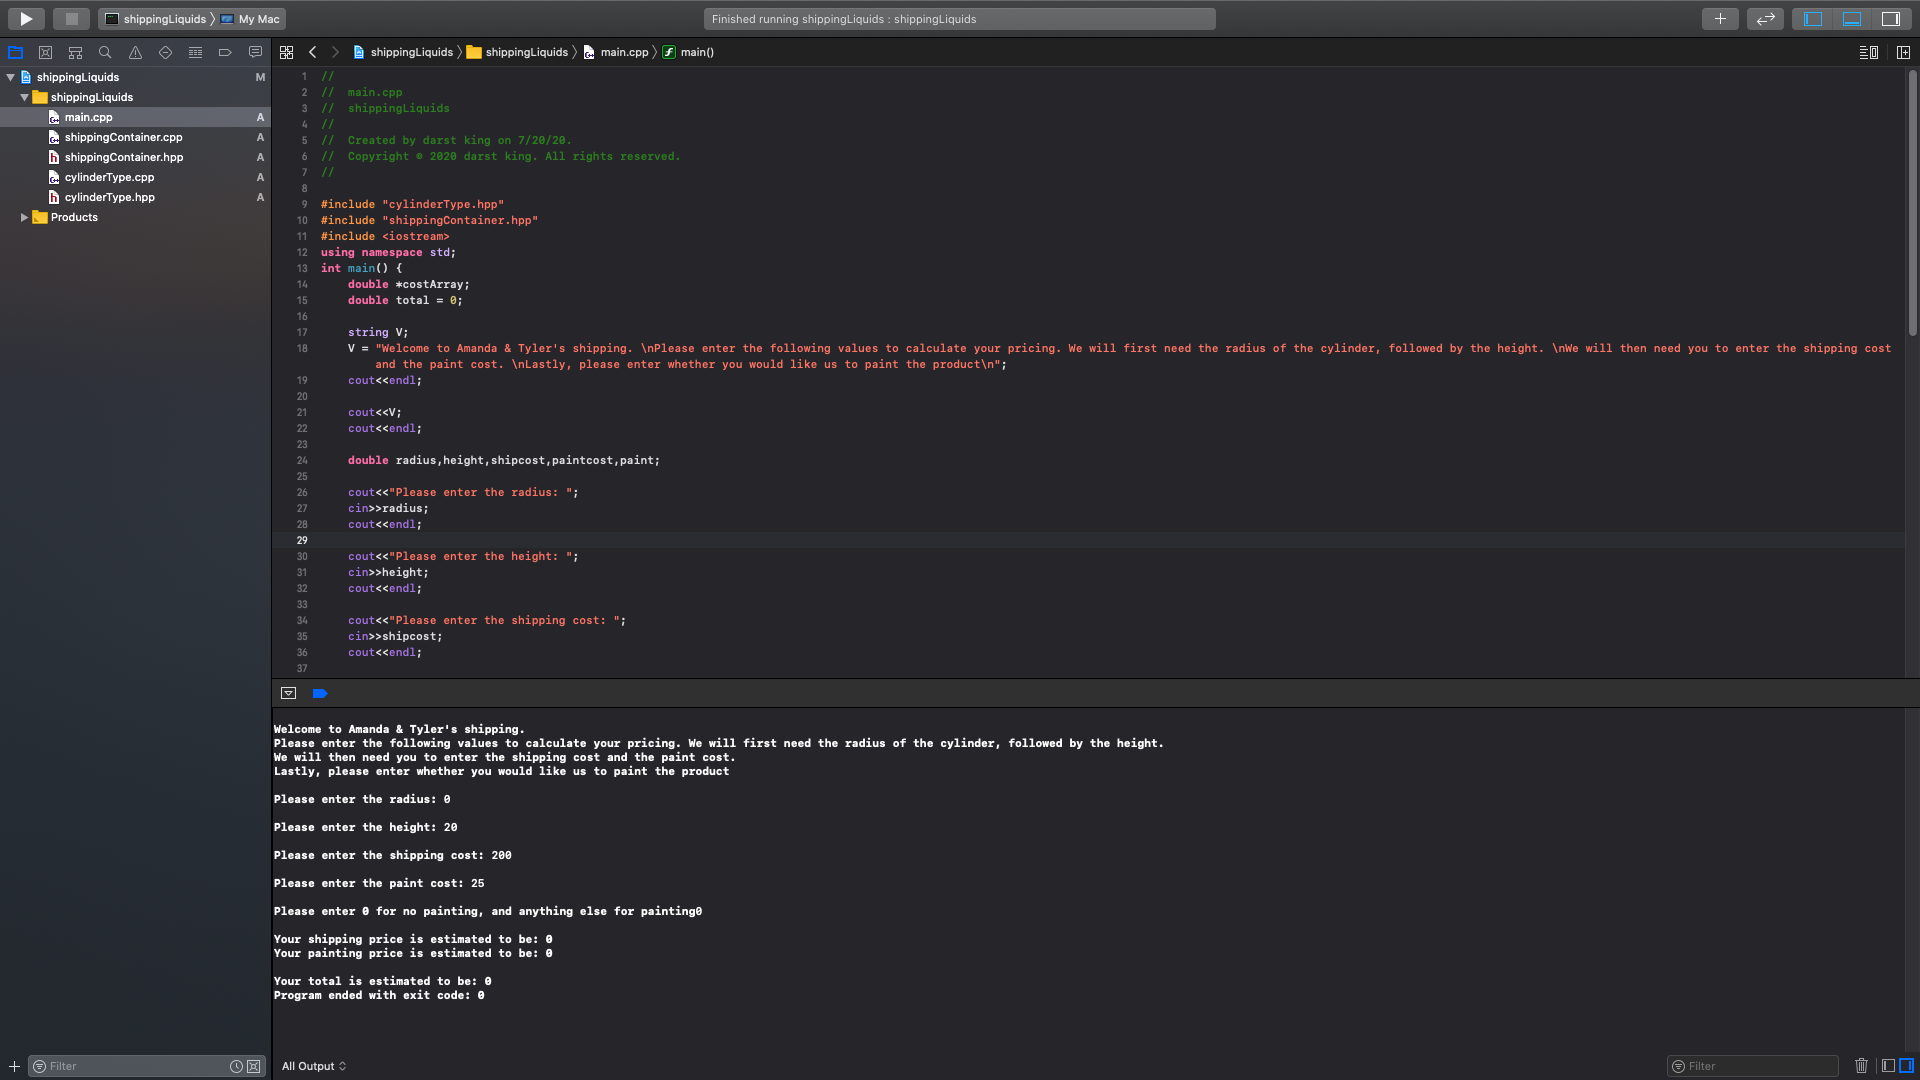 shippingLiquids 〉 My Mac
Finished running shippingLiquids : shippingLiquids
shippingLiquids 〉 shippingLiquids 〉 main.cpp 〉 main()
shippingLiquids M
shippingLiquids
main.cpp A
shippingContainer.cpp A
shippingContainer.hpp A
cylinderType.cpp A
cylinderType.hpp A
Products
Filter
1 //
2 //  main.cpp
3 //  shippingLiquids
4 //
5 //  Created by darst king on 7/20/20.
6 //  Copyright © 2020 darst king. All rights reserved.
7 //
8
9 #include "cylinderType.hpp"
10 #include "shippingContainer.hpp"
11 #include <iostream>
12 using namespace std;
13 int main() {
14     double *costArray;
15     double total = 0;
16
17     string V;
18     V = "Welcome to Amanda & Tyler's shipping. \nPlease enter the following values to calculate your pricing. We will first need the radius of the cylinder, followed by the height. \nWe will then need you to enter the shipping cost
and the paint cost. \nLastly, please enter whether you would like us to paint the product\n";
19     cout<<endl;
20
21     cout<<V;
22     cout<<endl;
23
24     double radius,height,shipcost,paintcost,paint;
25
26     cout<<"Please enter the radius: ";
27     cin>>radius;
28     cout<<endl;
29
30     cout<<"Please enter the height: ";
31     cin>>height;
32     cout<<endl;
33
34     cout<<"Please enter the shipping cost: ";
35     cin>>shipcost;
36     cout<<endl;
37
Welcome to Amanda & Tyler's shipping.
Please enter the following values to calculate your pricing. We will first need the radius of the cylinder, followed by the height.
We will then need you to enter the shipping cost and the paint cost.
Lastly, please enter whether you would like us to paint the product
Please enter the radius: 0
Please enter the height: 20
Please enter the shipping cost: 200
Please enter the paint cost: 25
Please enter 0 for no painting, and anything else for painting0
Your shipping price is estimated to be: 0
Your painting price is estimated to be: 0
Your total is estimated to be: 0
Program ended with exit code: 0
All Output
Filter